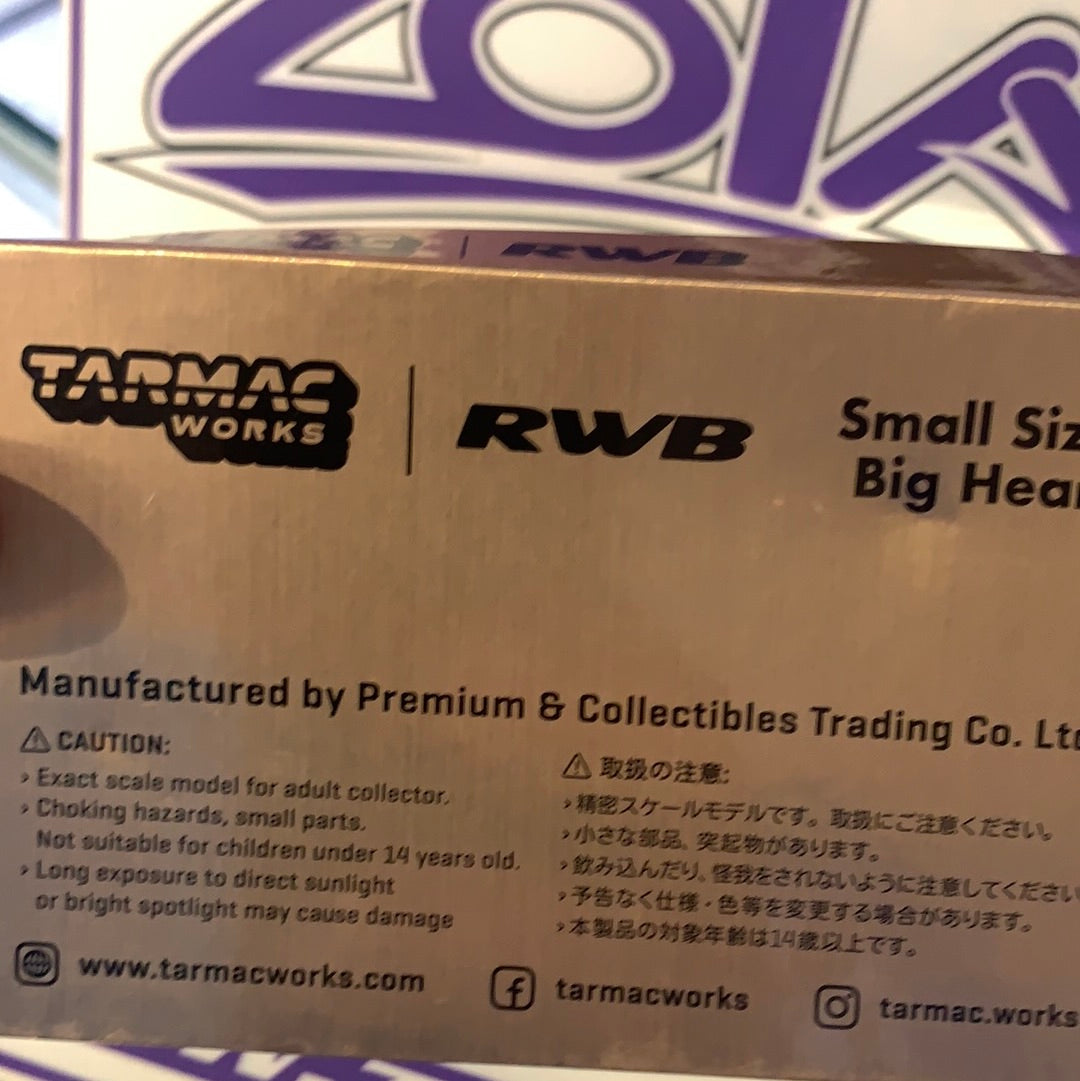 RWB
TARMAC
WORKS
RWB
Small
Big
Manufactured by Premium & Collectibles Trading Co.
CAUTION:
› Exact scale model for adult collector.
› Choking hazards, small parts.
Not suitable for children under 14 years old.
› Long exposure to direct sunlight
or bright spotlight may cause damage
取扱の注意:
› 精密スケールモデルです。取扱にご注意ください。
› 小さな部品、突起物があります。
› 飲み込んだり、怪我をされないように注意してください
› 予告なく仕様・色等を変更する場合があります。
› 本製品の対象年齢は14歳以上です。
www.tarmacworks.com
tarmacworks
tarmac.works